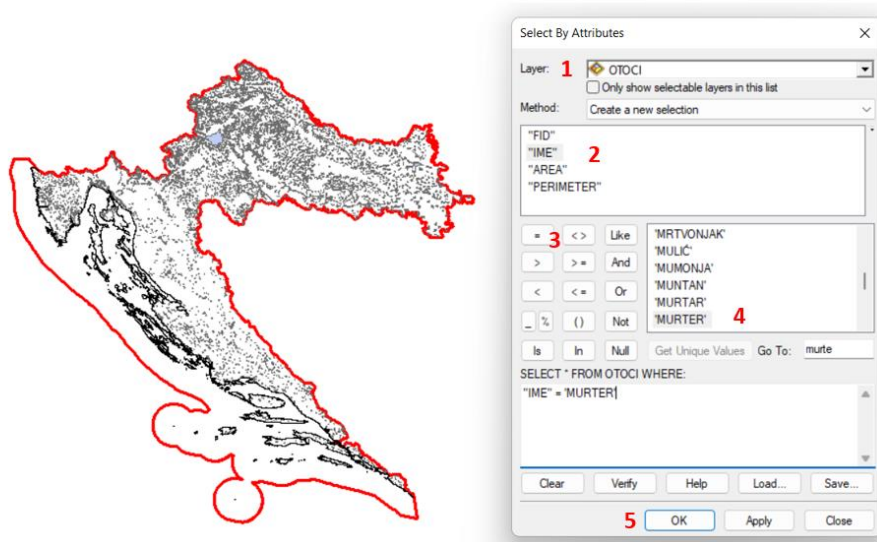 Select By Attributes
Layer: 1 OTOCI
Only show selectable layers in this list
Method: Create a new selection
"FID"
"IME" 2
"AREA"
"PERIMETER"
= 3 <> Like
> >= And
< <= Or
_ % () Not
Is In Null
'MRTVONJAK'
'MULIĆ'
'MUMONJA'
'MUNTAN'
'MURTAR'
'MURTER' 4
Get Unique Values Go To: murte
SELECT * FROM OTOCI WHERE:
"IME" = 'MURTER'
Clear Verify Help Load... Save...
5 OK Apply Close